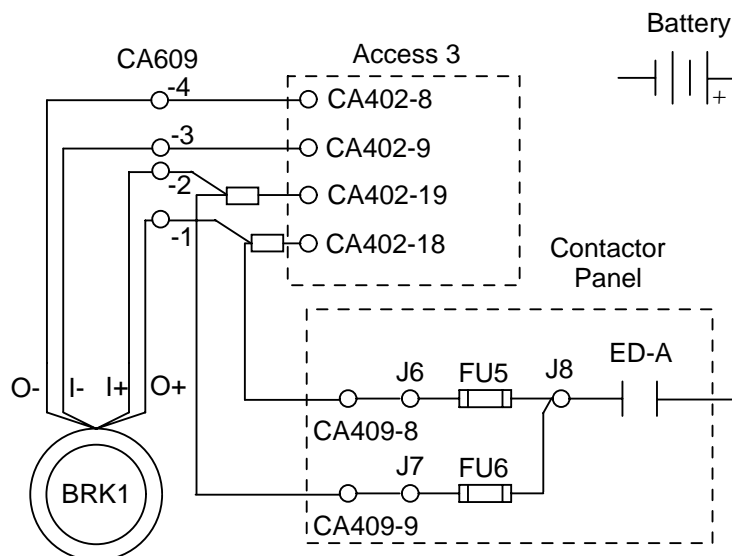 Battery
+
CA609
Access 3
-4
CA402-8
-3
CA402-9
-2
CA402-19
-1
CA402-18
Contactor
Panel
O-
I-
I+
O+
J6
FU5
J8
ED-A
CA409-8
J7
FU6
CA409-9
BRK1